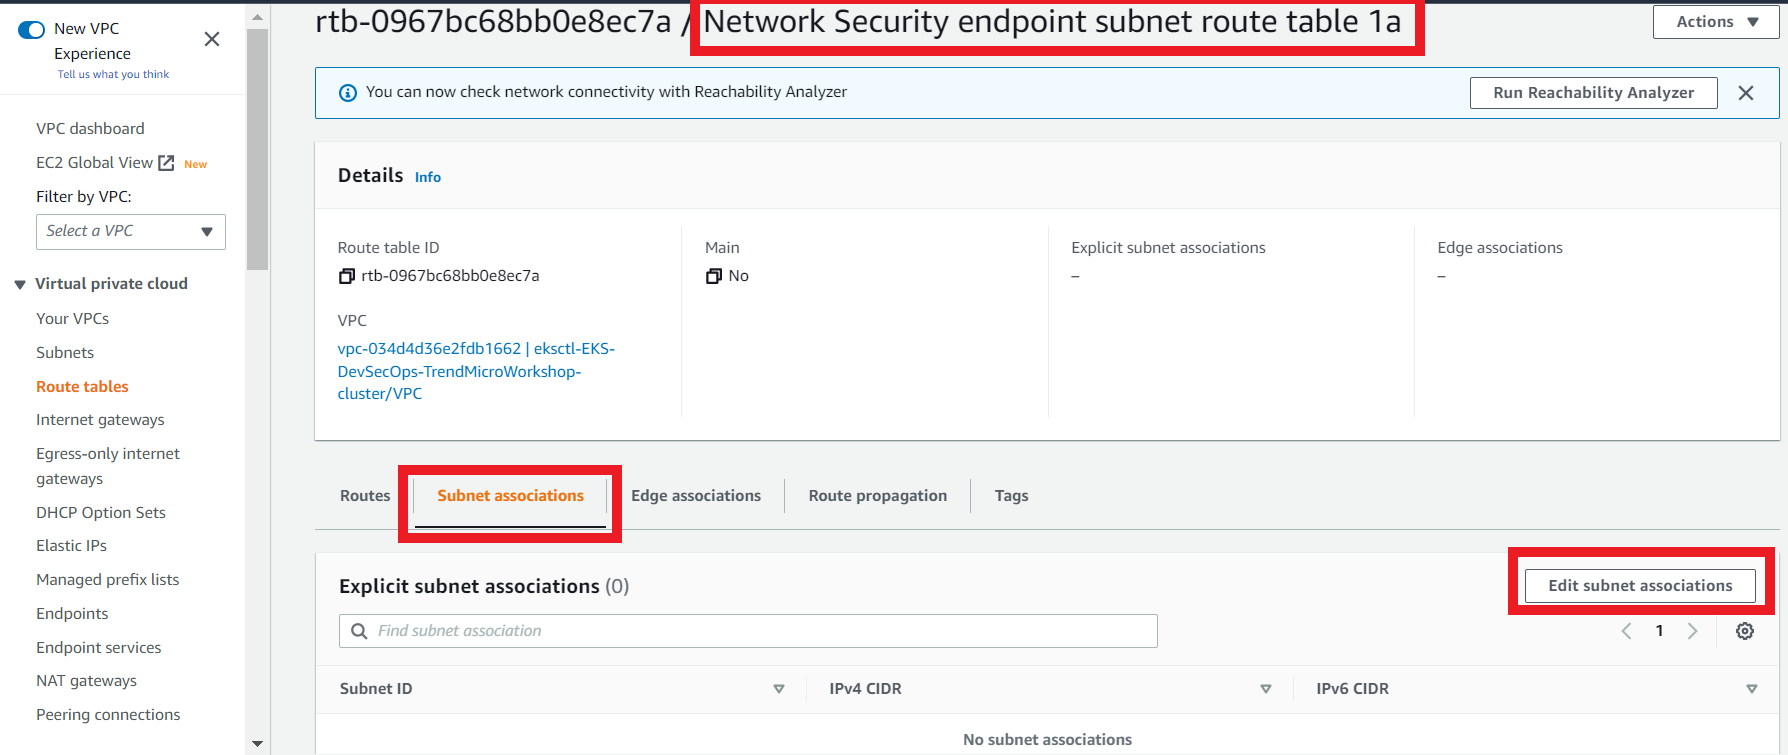 rtb-0967bc68bb0e8ec7a / Network Security endpoint subnet route table 1a
Actions
New VPC
Experience
Tell us what you think
You can now check network connectivity with Reachability Analyzer
Run Reachability Analyzer
VPC dashboard
EC2 Global View New
Filter by VPC:
Select a VPC
Virtual private cloud
Your VPCs
Subnets
Route tables
Internet gateways
Egress-only internet
gateways
DHCP Option Sets
Elastic IPs
Managed prefix lists
Endpoints
Endpoint services
NAT gateways
Peering connections
Details Info
Route table ID
rtb-0967bc68bb0e8ec7a
Main
No
Explicit subnet associations
–
Edge associations
–
VPC
vpc-034d4d36e2fdb1662 | eksctl-EKS-
DevSecOps-TrendMicroWorkshop-
cluster/VPC
Routes
Subnet associations
Edge associations
Route propagation
Tags
Explicit subnet associations (0)
Edit subnet associations
Find subnet association
1
Subnet ID
IPv4 CIDR
IPv6 CIDR
No subnet associations